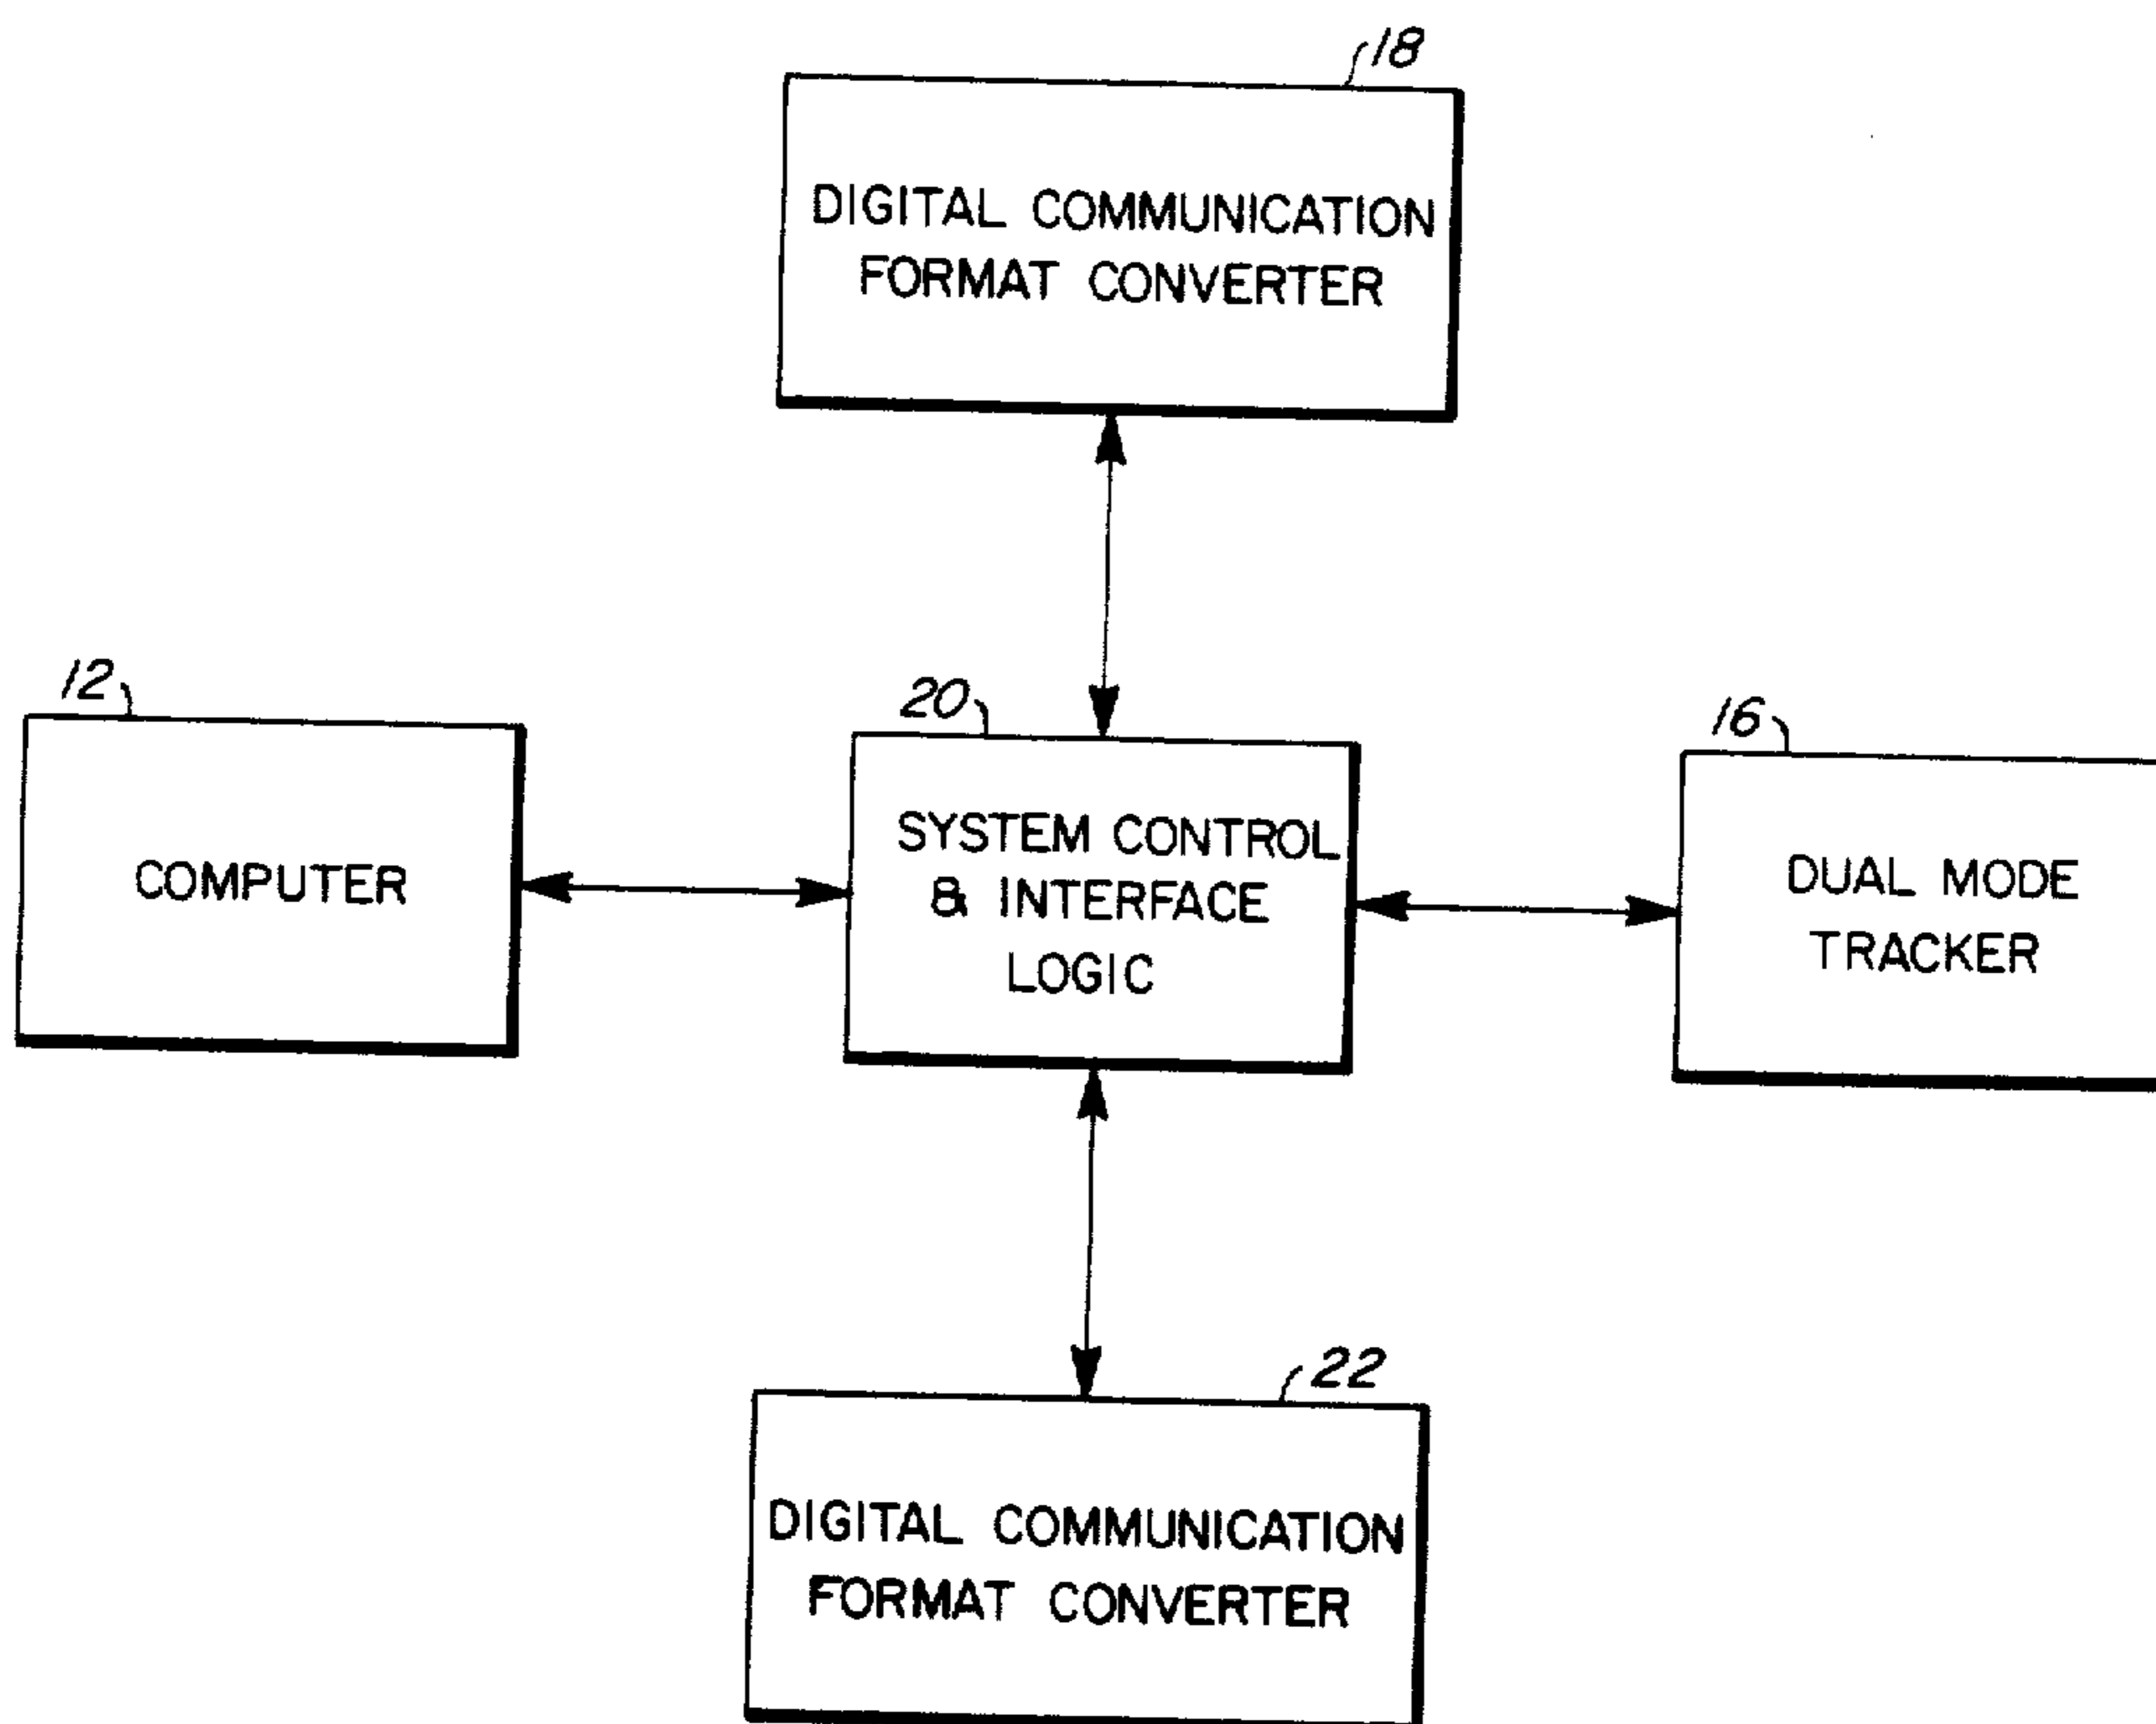 18
DIGITAL COMMUNICATION
FORMAT CONVERTER
12
COMPUTER
20
SYSTEM CONTROL
& INTERFACE
LOGIC
16
DUAL MODE
TRACKER
22
DIGITAL COMMUNICATION
FORMAT CONVERTER